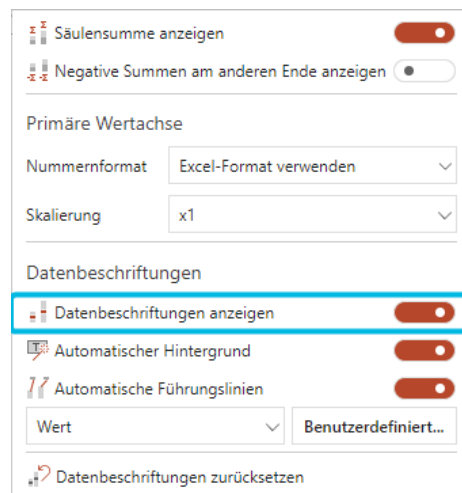 Säulensumme anzeigen
Negative Summen am anderen Ende anzeigen
Primäre Wertachse
Nummernformat Excel-Format verwenden
Skalierung x1
Datenbeschriftungen
Datenbeschriftungen anzeigen
Automatischer Hintergrund
Automatische Führungslinien
Wert Benutzerdefiniert...
Datenbeschriftungen zurücksetzen